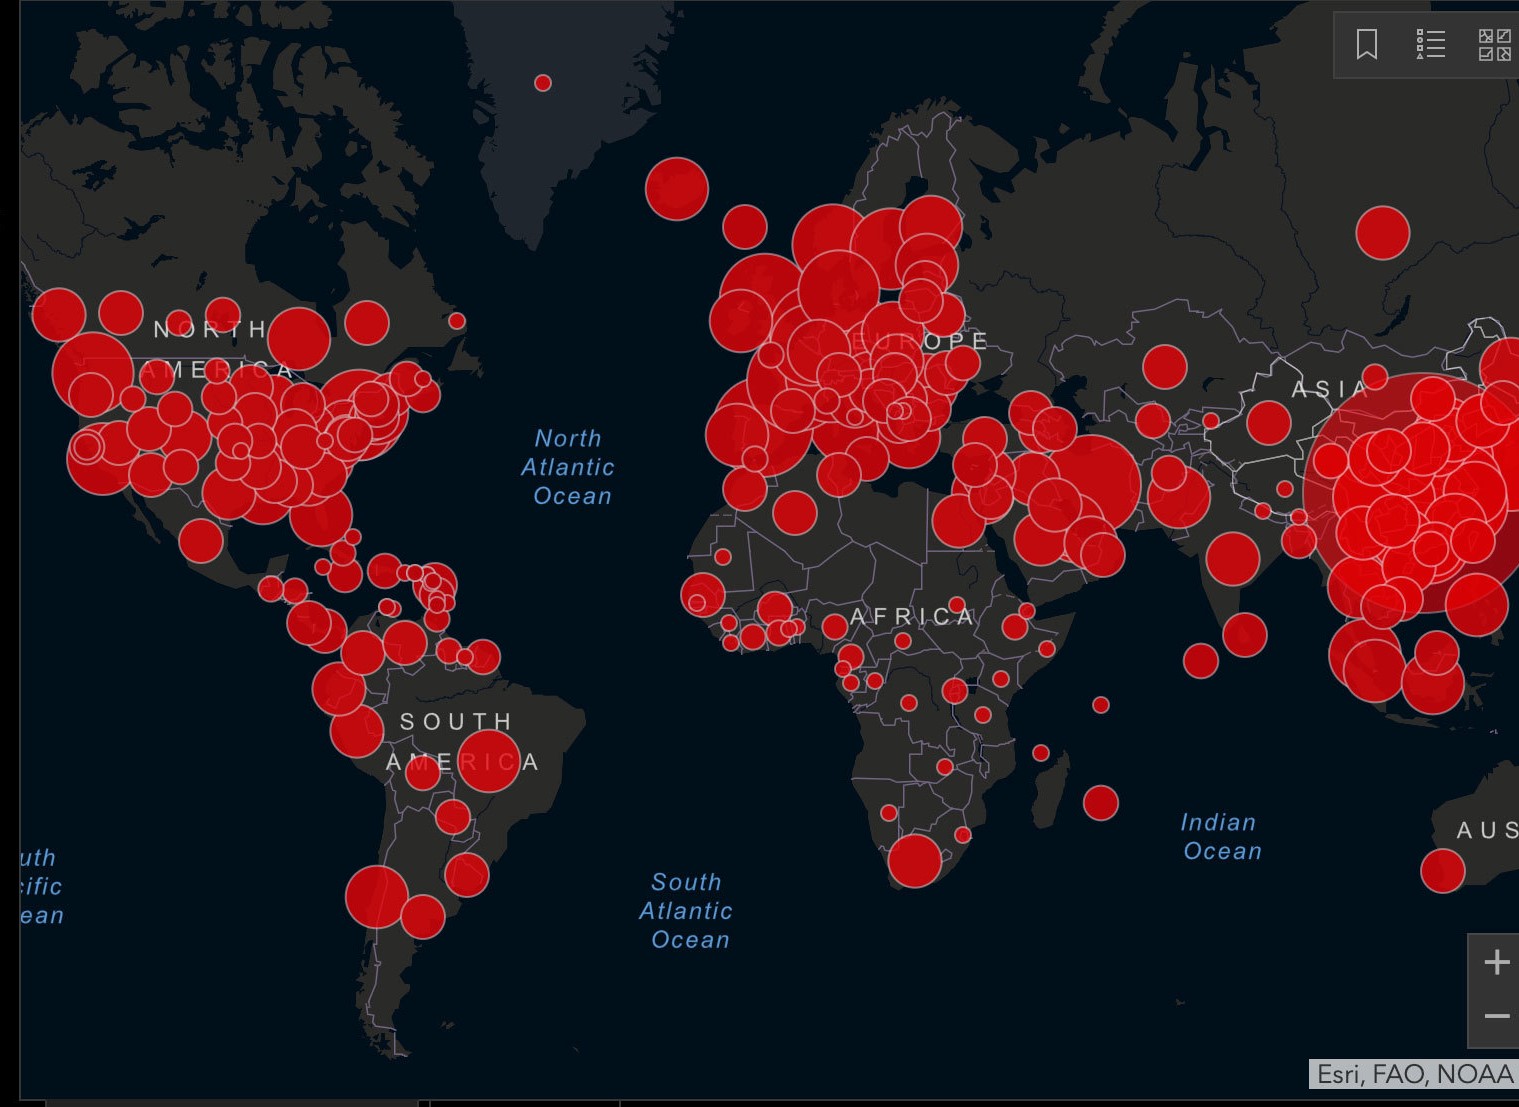 NORTH
AMERICA
EUROPE
ASIA
North
Atlantic
Ocean
AFRICA
SOUTH
AMERICA
uth
cific
ean
South
Atlantic
Ocean
Indian
Ocean
AUS
Esri, FAO, NOAA